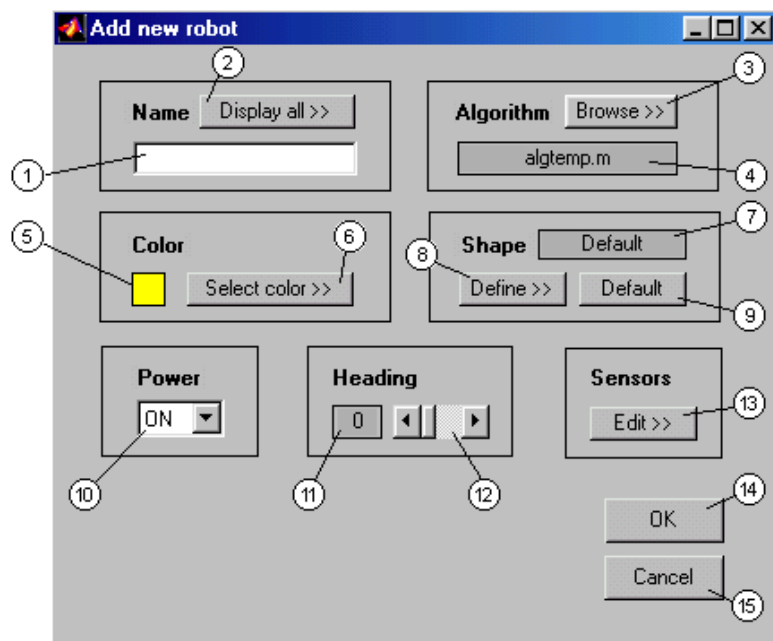 Add new robot
2
3
Name
Display all >>
Algorithm
Browse >>
1
algtemp.m
4
5
Color
6
Select color >>
7
Shape
Default
8
Define >>
Default
9
Power
Heading
Sensors
ON
0
Edit >>
13
10
11
12
14
OK
Cancel
15